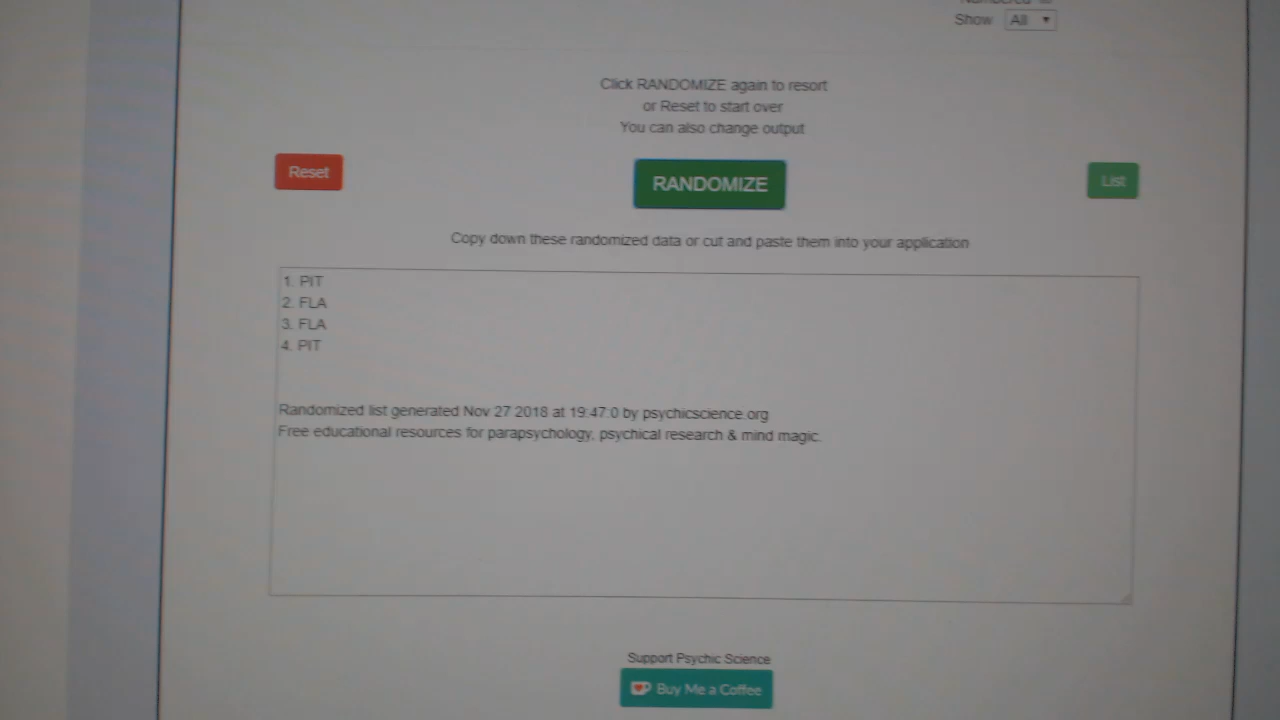 Show All
Click RANDOMIZE again to resort
or Reset to start over
You can also change output
Reset
RANDOMIZE
List
Copy down these randomized data or cut and paste them into your application
1. PIT
2. FLA
3. FLA
4. PIT
Randomized list generated Nov 27 2018 at 19:47:0 by psychicscience.org
Free educational resources for parapsychology, psychical research & mind magic.
Support Psychic Science
Buy Me a Coffee